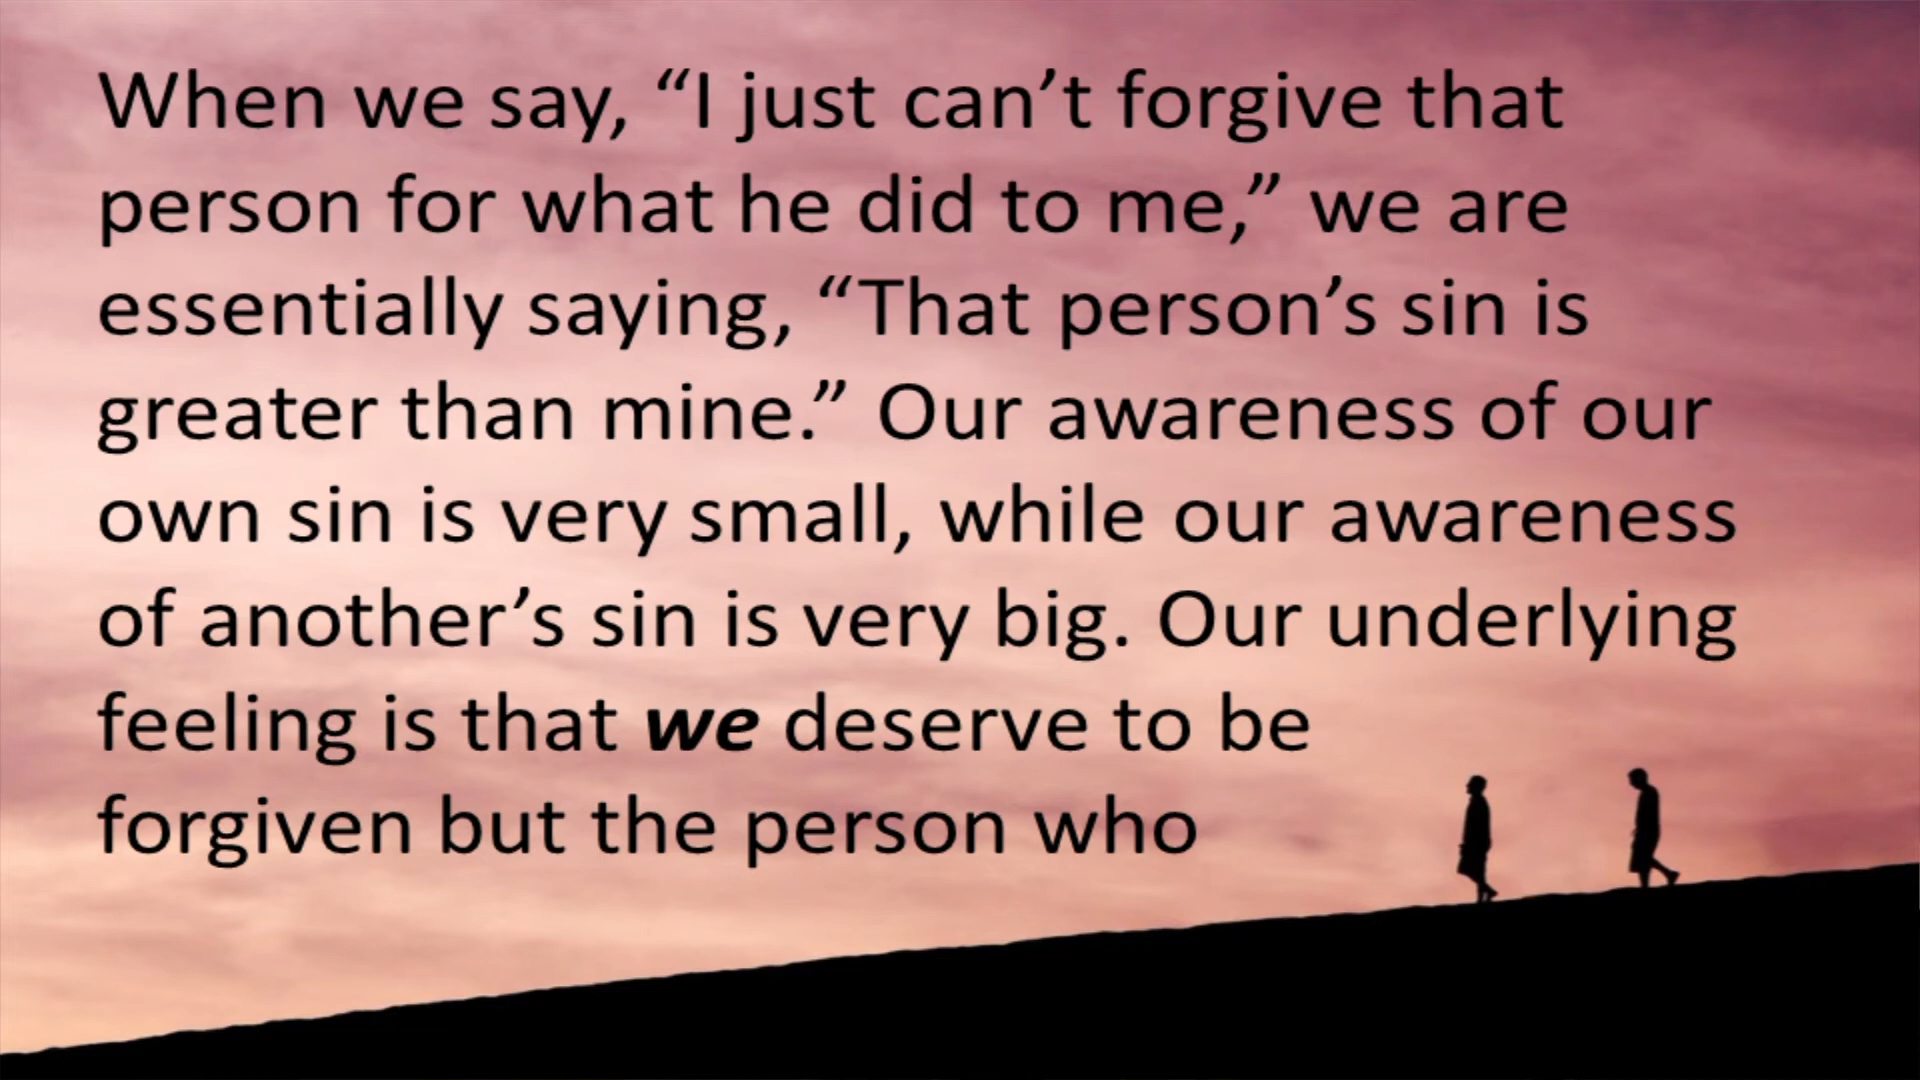 When we say, “I just can’t forgive that
person for what he did to me,” we are
essentially saying, “That person’s sin is
greater than mine.” Our awareness of our
own sin is very small, while our awareness
of another’s sin is very big. Our underlying
feeling is that we deserve to be
forgiven but the person who